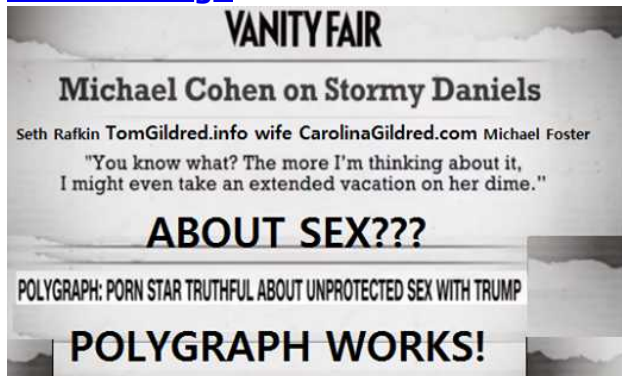 VANITY FAIR
Michael Cohen on Stormy Daniels
Seth Rafkin TomGildred.info wife CarolinaGildred.com Michael Foster
"You know what? The more I'm thinking about it,
I might even take an extended vacation on her dime."
ABOUT SEX???
POLYGRAPH: PORN STAR TRUTHFUL ABOUT UNPROTECTED SEX WITH TRUMP
POLYGRAPH WORKS!